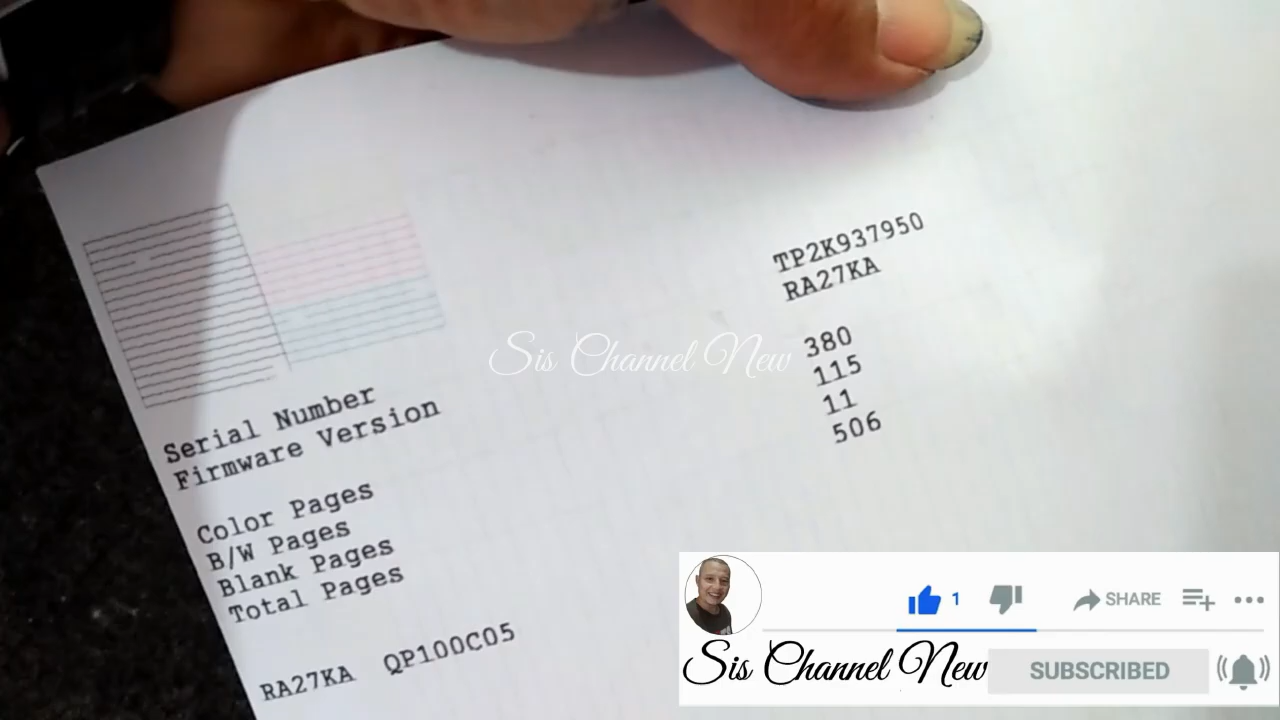 Serial Number TP2K937950
Firmware Version RA27KA
Color Pages 380
B/W Pages 115
Blank Pages 11
Total Pages 506
RA27KA QP100C05
Sis Channel New
1 SHARE
Sis Channel New SUBSCRIBED